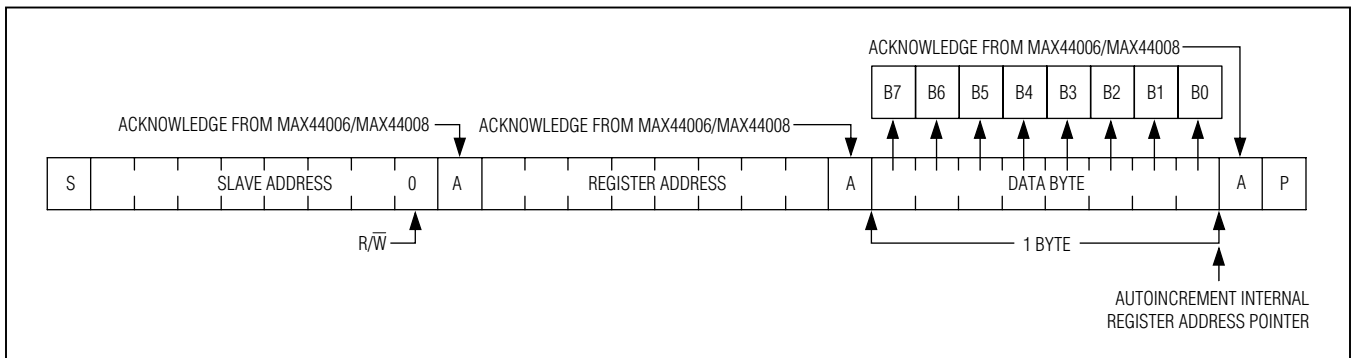 ACKNOWLEDGE FROM MAX44006/MAX44008
B7 B6 B5 B4 B3 B2 B1 B0
ACKNOWLEDGE FROM MAX44006/MAX44008 ACKNOWLEDGE FROM MAX44006/MAX44008
S SLAVE ADDRESS 0 A REGISTER ADDRESS A DATA BYTE A P
R/W̅ 1 BYTE
AUTOINCREMENT INTERNAL
REGISTER ADDRESS POINTER